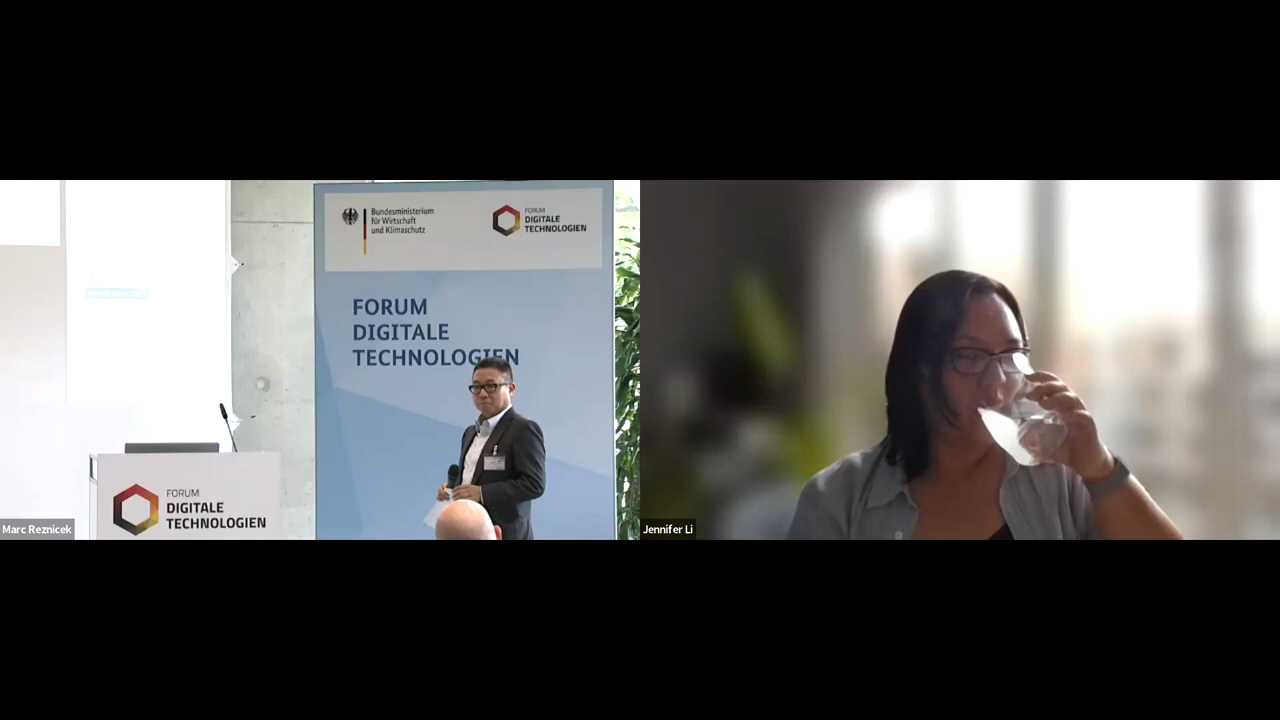 Bundesministerium
für Wirtschaft
und Klimaschutz
FORUM
DIGITALE
TECHNOLOGIEN
FORUM
DIGITALE
TECHNOLOGIEN
FORUM
DIGITALE
TECHNOLOGIEN
Marc Reznicek
Jennifer Li